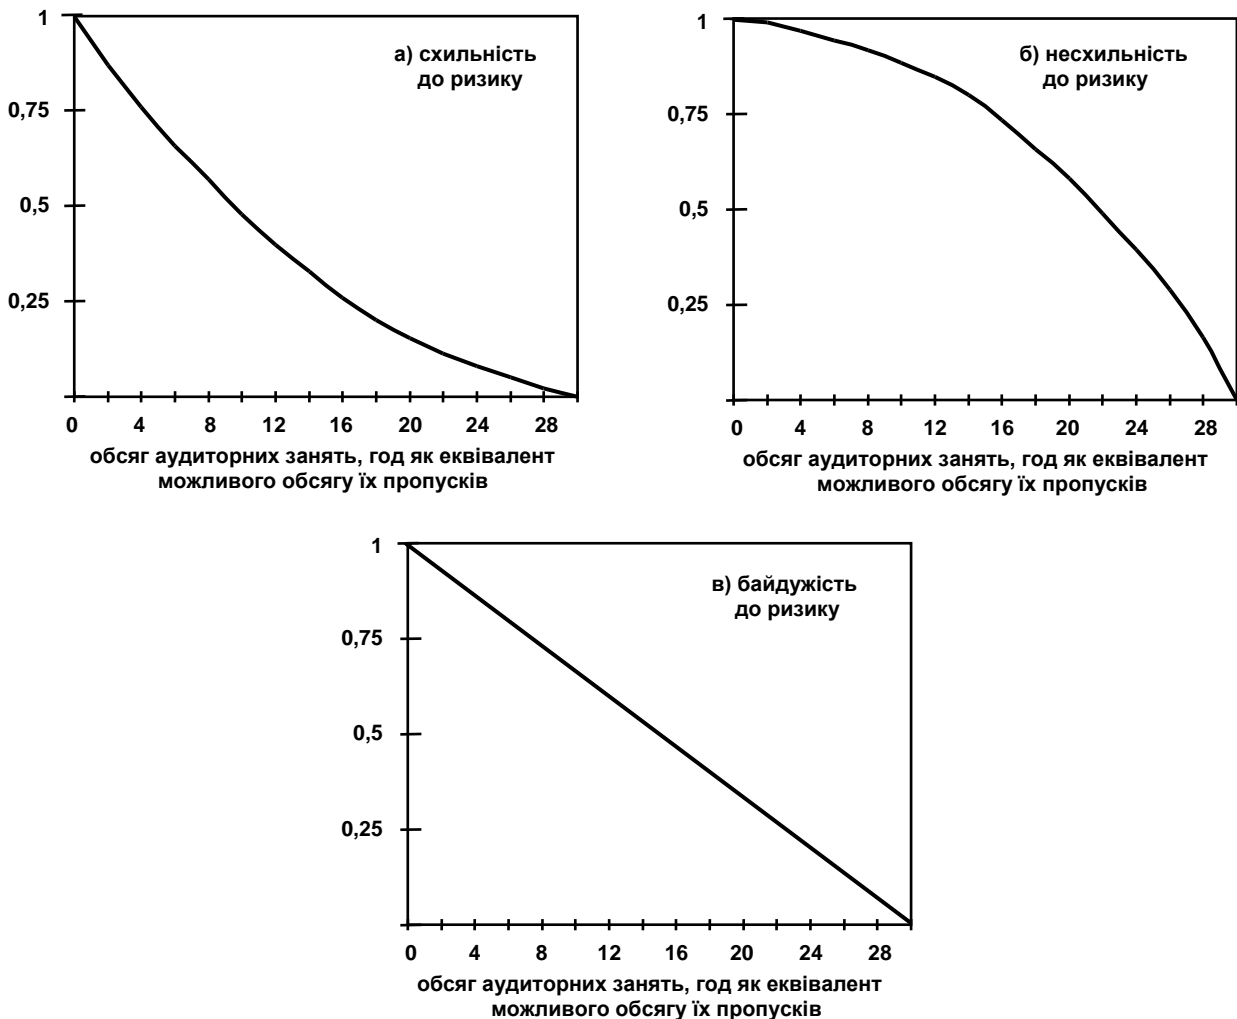 1
0,75
0,5
0,25
а) схильність
до ризику
0 4 8 12 16 20 24 28
обсяг аудиторних занять, год як еквівалент
можливого обсягу їх пропусків
1
0,75
0,5
0,25
б) несхильність
до ризику
0 4 8 12 16 20 24 28
обсяг аудиторних занять, год як еквівалент
можливого обсягу їх пропусків
1
0,75
0,5
0,25
в) байдужість
до ризику
0 4 8 12 16 20 24 28
обсяг аудиторних занять, год як еквівалент
можливого обсягу їх пропусків